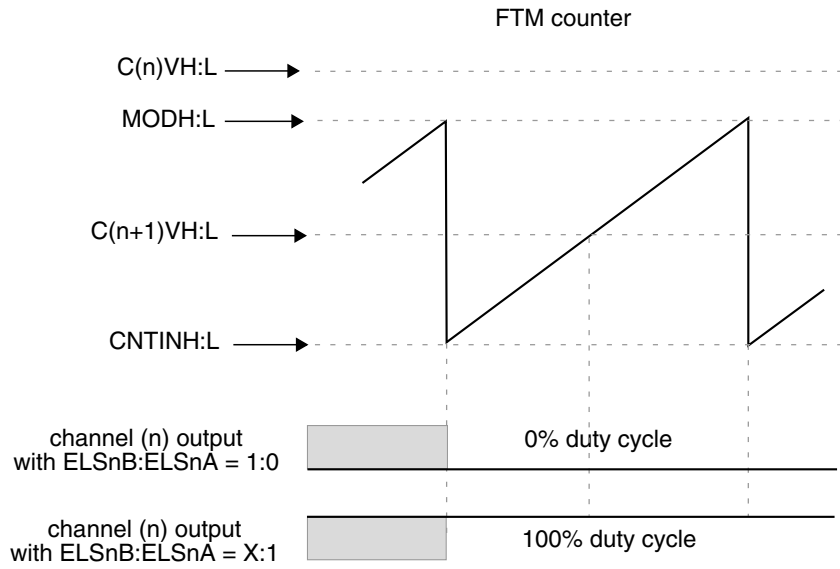 FTM counter
C(n)VH:L
MODH:L
C(n+1)VH:L
CNTINH:L
channel (n) output
with ELSnB:ELSnA = 1:0
0% duty cycle
channel (n) output
with ELSnB:ELSnA = X:1
100% duty cycle